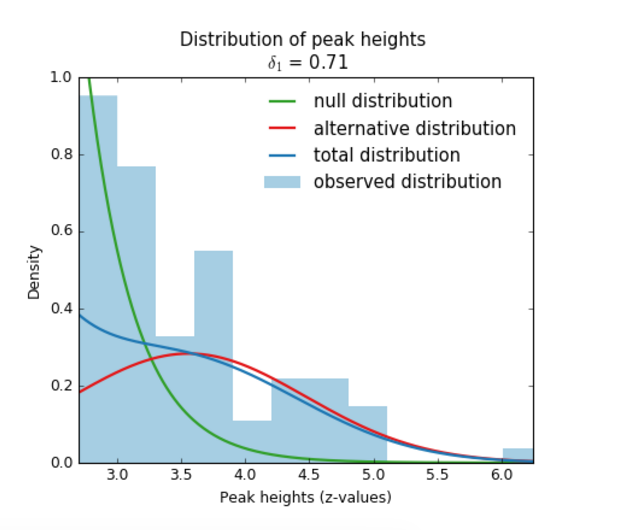 Distribution of peak heights
δ₁ = 0.71
1.0
0.8
0.6
0.4
0.2
0.0
Density
null distribution
alternative distribution
total distribution
observed distribution
3.0 3.5 4.0 4.5 5.0 5.5 6.0
Peak heights (z-values)